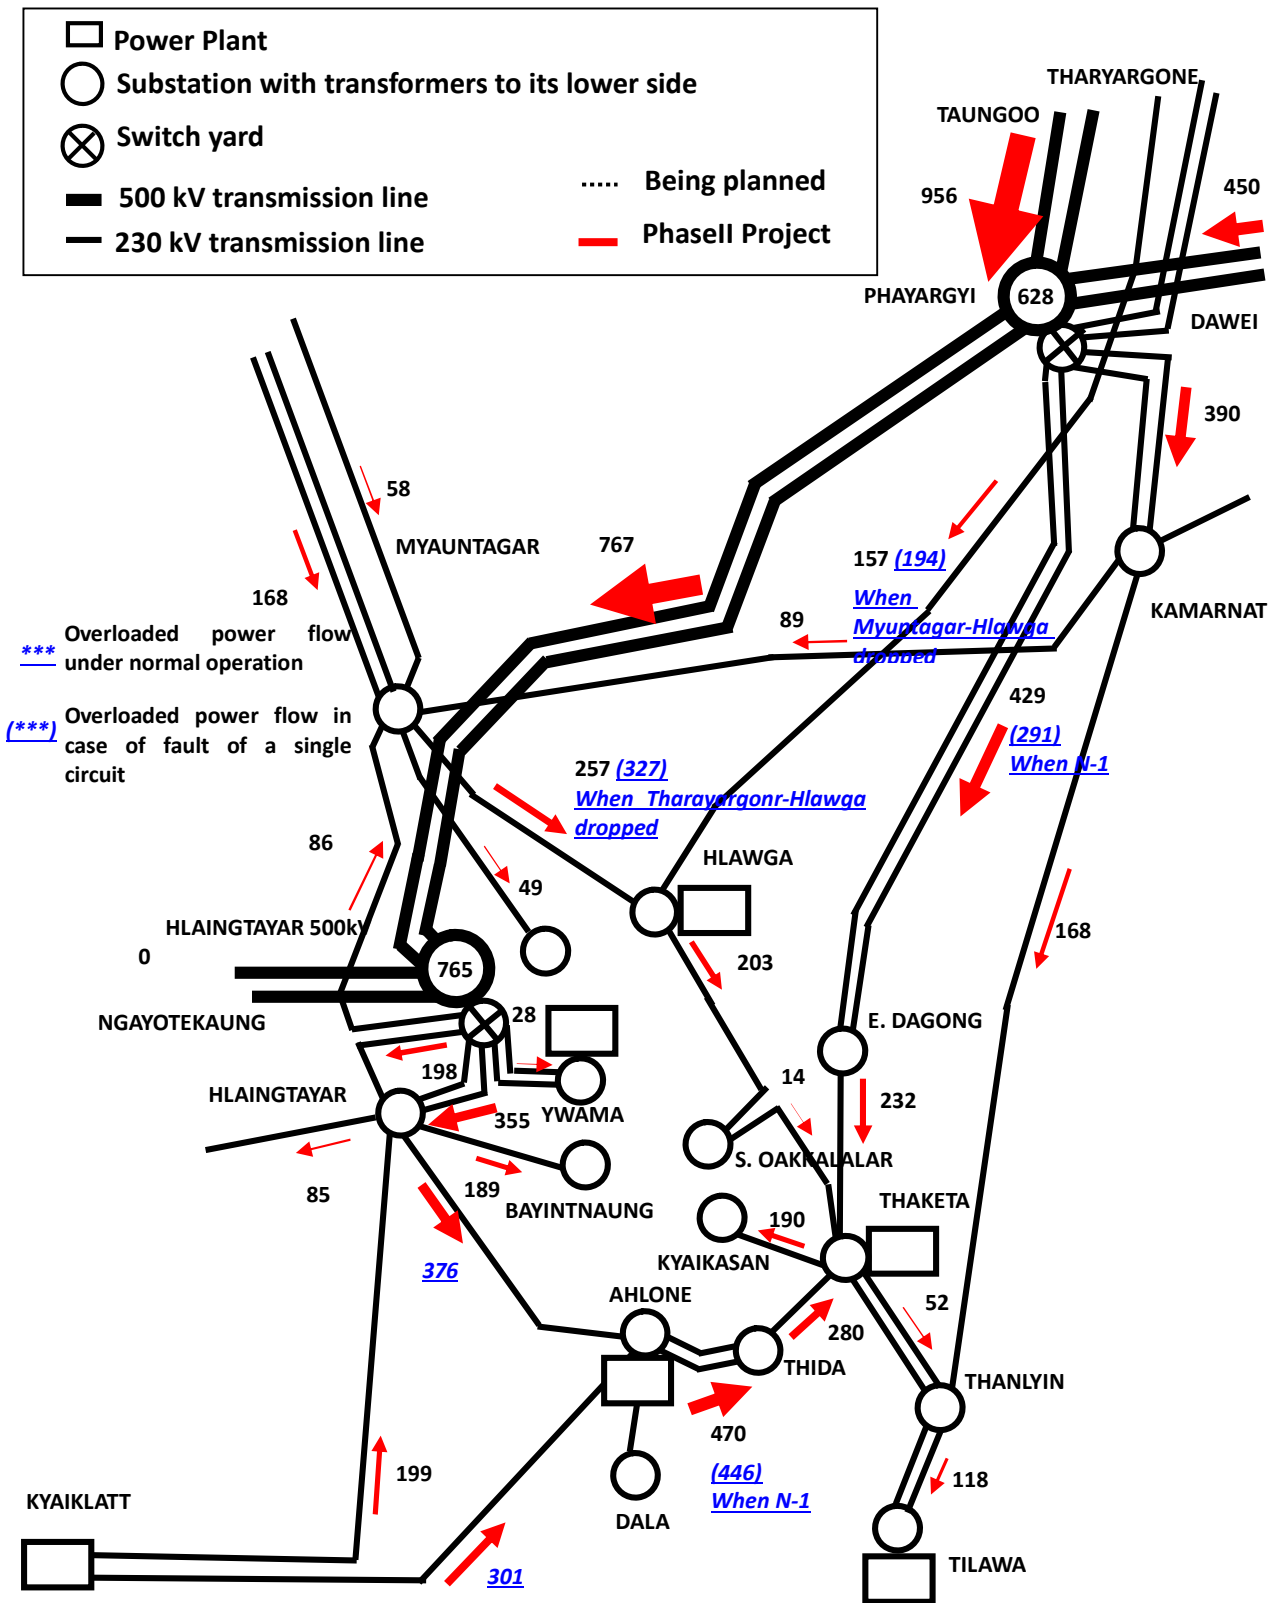 Power Plant
Substation with transformers to its lower side
Switch yard
500 kV transmission line
230 kV transmission line
Being planned
PhaseII Project
THARYARGONE
TAUNGOO
956
450
PHAYARGYI
628
DAWEI
390
58
MYAUNTAGAR
767
157 (194)
When
Myuntagar-Hlawga
dropped
KAMARNAT
168
89
***
Overloaded power flow
under normal operation
(***)
Overloaded power flow in
case of fault of a single
circuit
429
(291)
When N-1
257 (327)
When Tharayargonr-Hlawga
dropped
86
HLAWGA
49
HLAINGTAYAR 500kV
0
765
203
168
NGAYOTEKAUNG
28
E. DAGONG
198
HLAINGTAYAR
14
232
YWAMA
355
S. OAKKALALAR
85
189
BAYINTNAUNG
THAKETA
190
KYAIKASAN
376
AHLONE
52
280
THIDA
THANLYIN
470
(446)
When N-1
199
118
KYAIKLATT
DALA
TILAWA
301